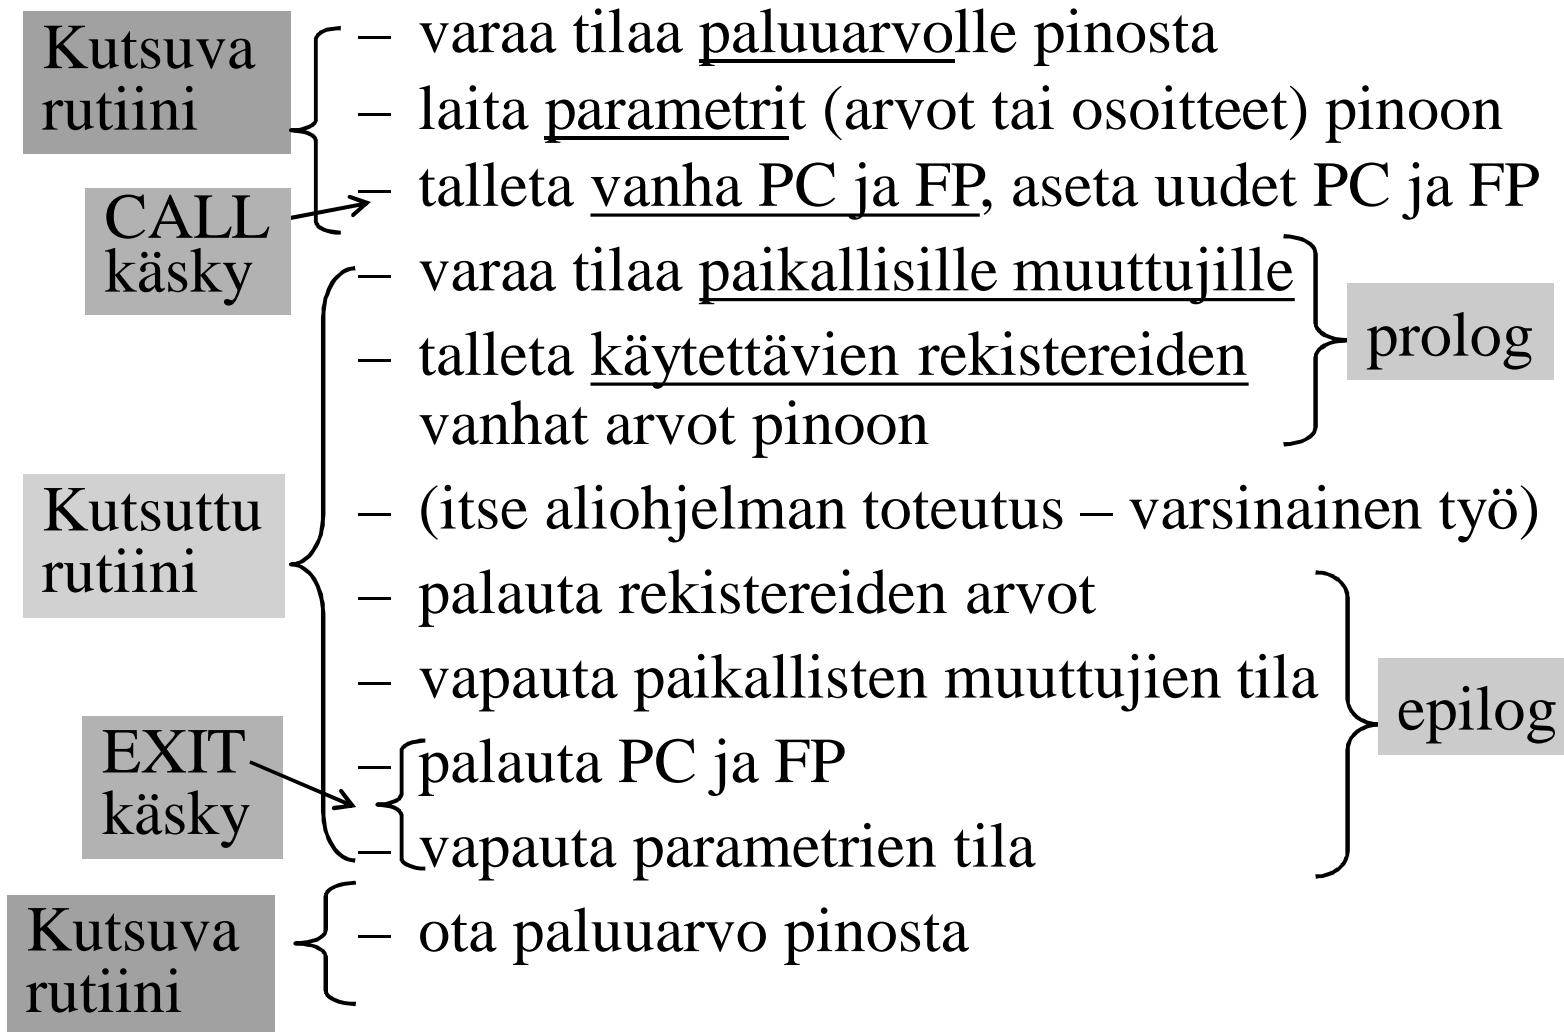 Kutsuva
rutiini
– varaa tilaa paluuarvolle pinosta
– laita parametrit (arvot tai osoitteet) pinoon
CALL
käsky
– talleta vanha PC ja FP, aseta uudet PC ja FP
– varaa tilaa paikallisille muuttujille
– talleta käytettävien rekistereiden
vanhat arvot pinoon
prolog
Kutsuttu
rutiini
– (itse aliohjelman toteutus – varsinainen työ)
– palauta rekistereiden arvot
– vapauta paikallisten muuttujien tila
epilog
EXIT
käsky
– palauta PC ja FP
– vapauta parametrien tila
Kutsuva
rutiini
– ota paluuarvo pinosta